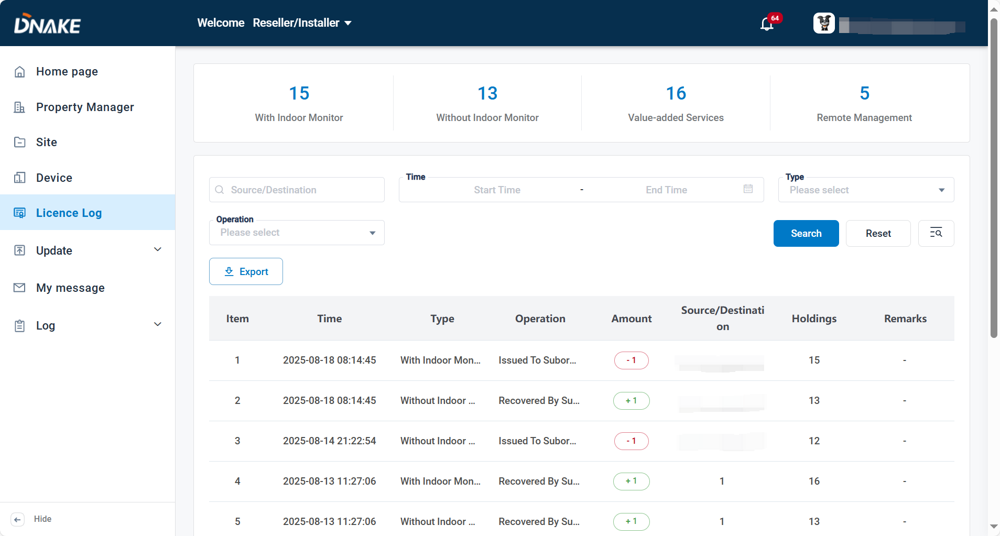 DNAKE
Welcome Reseller/Installer
64
Home page
Property Manager
Site
Device
Licence Log
Update
My message
Log
Hide
15
With Indoor Monitor
13
Without Indoor Monitor
16
Value-added Services
5
Remote Management
Source/Destination
Time
Start Time - End Time
Type
Please select
Operation
Please select
Search
Reset
Export
Item Time Type Operation Amount Source/Destinati
on Holdings Remarks
1 2025-08-18 08:14:45 With Indoor Mon... Issued To Subor... - 1 15 -
2 2025-08-18 08:14:45 Without Indoor ... Recovered By Su... + 1 13 -
3 2025-08-14 21:22:54 Without Indoor ... Issued To Subor... - 1 12 -
4 2025-08-13 11:27:06 With Indoor Mon... Recovered By Su... + 1 1 16 -
5 2025-08-13 11:27:06 Without Indoor ... Recovered By Su... + 1 1 13 -